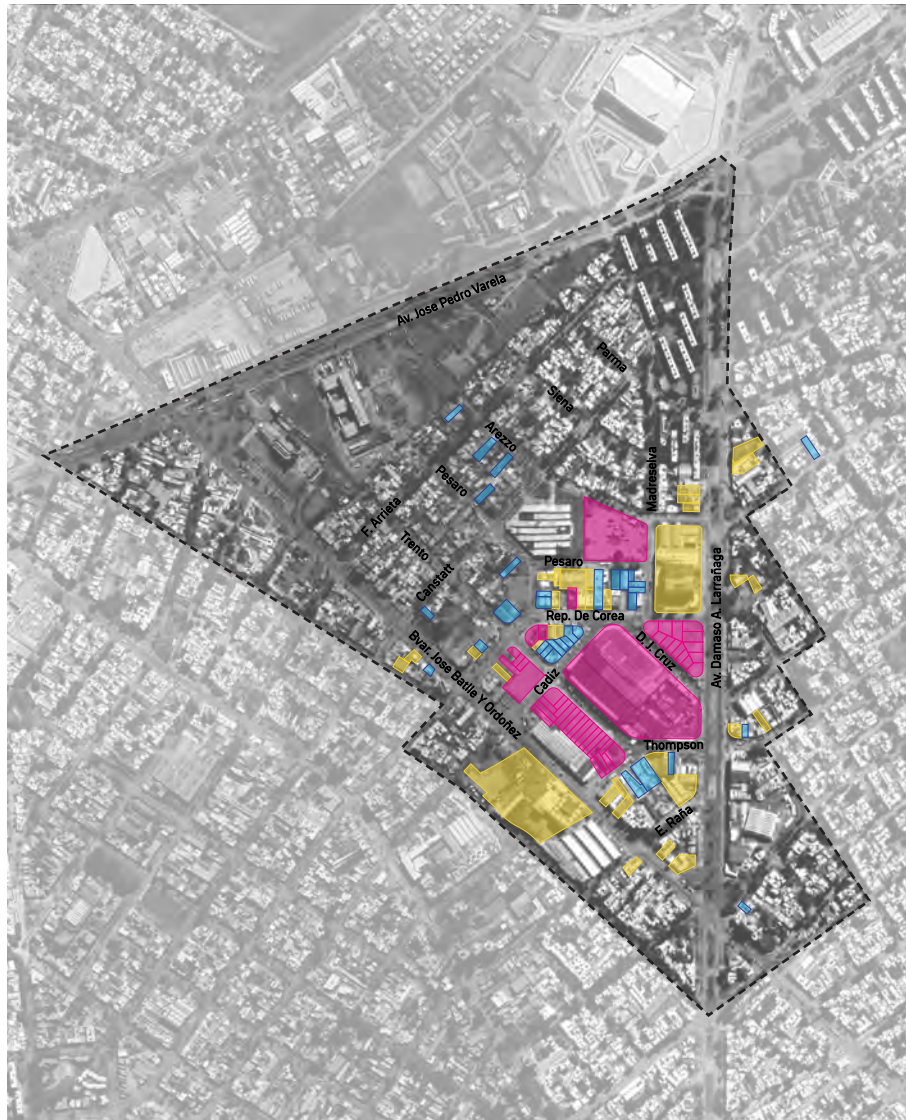 Av. Jose Pedro Varela
Parma
Siena
Arezzo
Madreselva
Pesaro
F. Arrieta
Trento
Pesaro
Canstatt
Rep. De Corea
Av. Damaso A. Larrañaga
D. J. Cruz
Bvar. Jose Batlle Y Ordoñez
Cadiz
Thompson
E. Raña